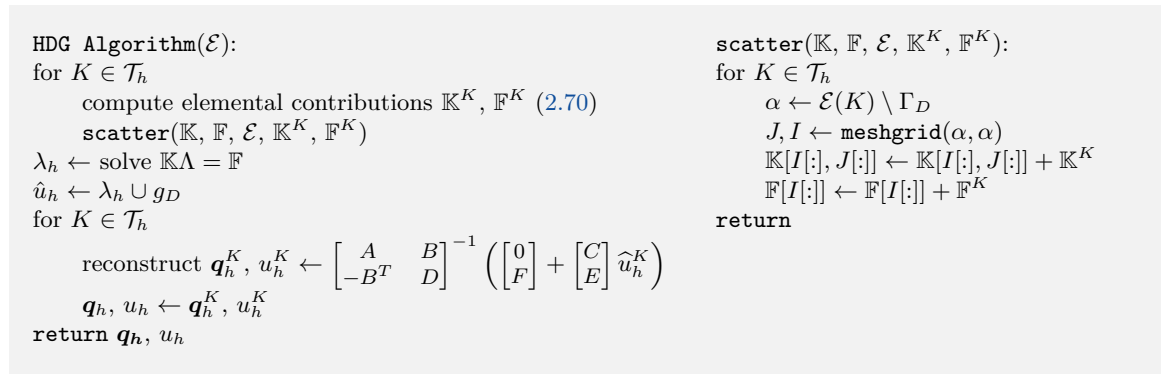 HDG Algorithm(ℰ):
for K ∈ 𝒯_h
compute elemental contributions 𝕂^K, 𝔽^K (2.70)
scatter(𝕂, 𝔽, ℰ, 𝕂^K, 𝔽^K)
λ_h ← solve 𝕂Λ = 𝔽
û_h ← λ_h ∪ g_D
for K ∈ 𝒯_h
reconstruct q_h^K, u_h^K ← [A B; −B^T D]^{−1} ([0; F] + [C; E] û_h^K)
q_h, u_h ← q_h^K, u_h^K
return q_h, u_h
scatter(𝕂, 𝔽, ℰ, 𝕂^K, 𝔽^K):
for K ∈ 𝒯_h
α ← ℰ(K) \ Γ_D
J, I ← meshgrid(α, α)
𝕂[I[:], J[:]] ← 𝕂[I[:], J[:]] + 𝕂^K
𝔽[I[:]] ← 𝔽[I[:]] + 𝔽^K
return